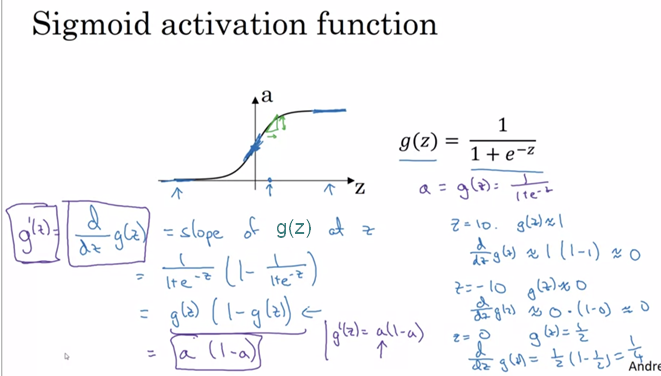 Sigmoid activation function
a
z
g(z) = 1 / (1 + e^{-z})
a = g(z) = 1 / (1+e^{-z})
g'(z) = d/dz g(z) = slope of g(z) at z
= 1 / (1+e^{-z}) (1 - 1 / (1+e^{-z}))
= g(z) (1 - g(z)) ←
= a (1-a)
g'(z) = a(1-a)
z = 10. g(z) ≈ 1
d/dz g(z) ≈ 1 (1-1) ≈ 0
z = -10 g(z) ≈ 0
d/dz g(z) ≈ 0 · (1-0) ≈ 0
z = 0 g(z) = 1/2
d/dz g(z) = 1/2 (1 - 1/2) = 1/4
Andre